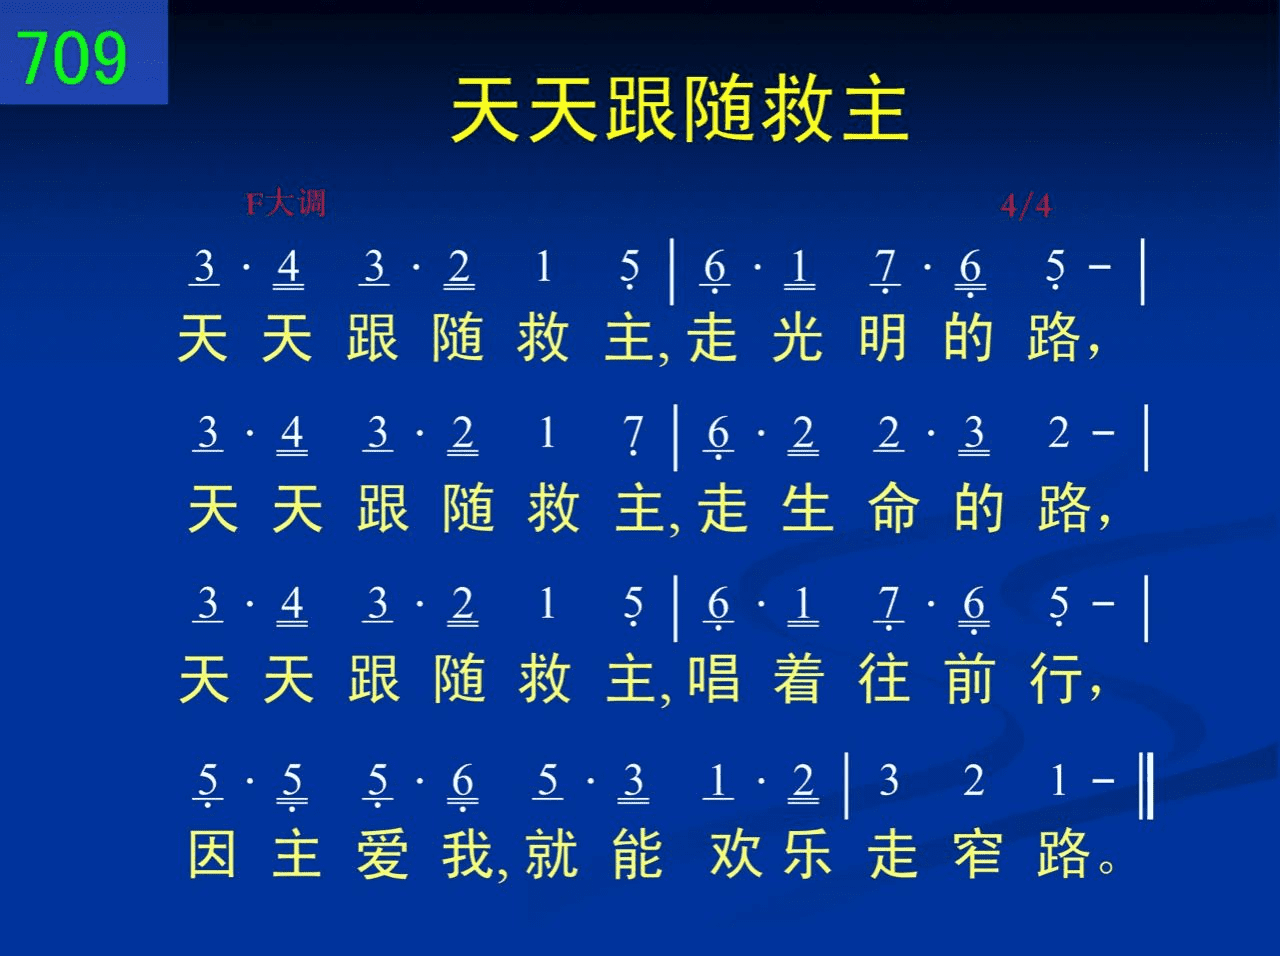 709
天天跟随救主
F大调 4/4
3 · 4 3 · 2 1 5 | 6 · 1 7 · 6 5 – |
天天跟随救主,走光明的路，
3 · 4 3 · 2 1 7 | 6 · 2 2 · 3 2 – |
天天跟随救主,走生命的路，
3 · 4 3 · 2 1 5 | 6 · 1 7 · 6 5 – |
天天跟随救主,唱着往前行，
5 · 5 5 · 6 5 · 3 1 · 2 | 3 2 1 – ‖
因主爱我,就能欢乐走窄路。